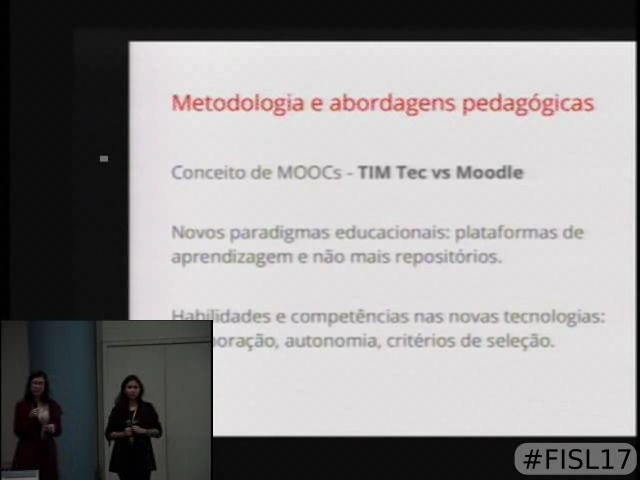 Metodologia e abordagens pedagógicas
Conceito de MOOCs - TIM Tec vs Moodle
Novos paradigmas educacionais: plataformas de
aprendizagem e não mais repositórios.
Habilidades e competências nas novas tecnologias:
boração, autonomia, critérios de seleção.
#FISL17